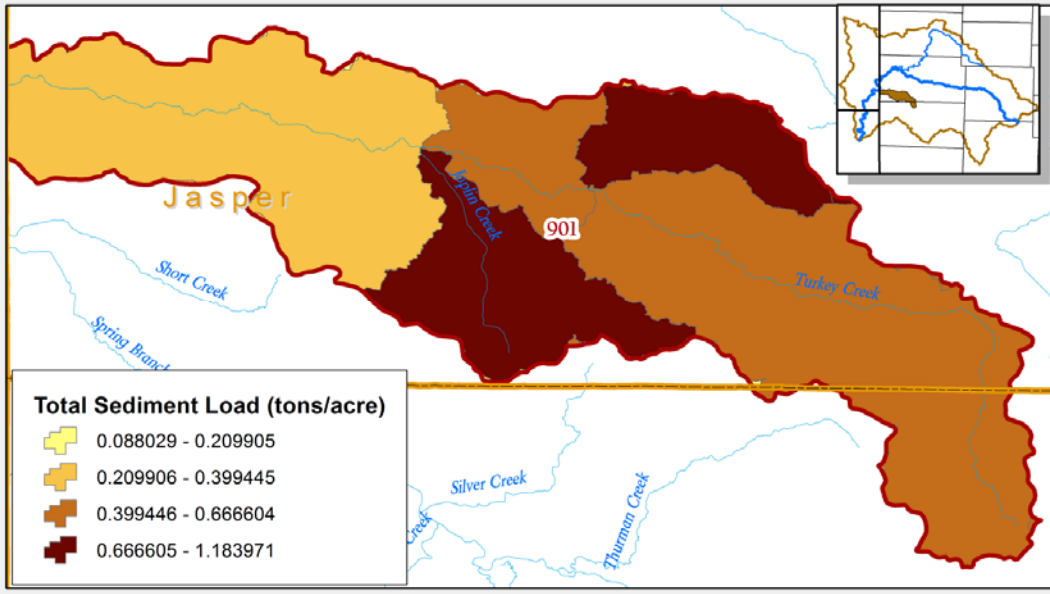 Jasper
Joplin Creek
901
Turkey Creek
Short Creek
Spring Branch
Silver Creek
Thurman Creek
Creek
Total Sediment Load (tons/acre)
0.088029 - 0.209905
0.209906 - 0.399445
0.399446 - 0.666604
0.666605 - 1.183971